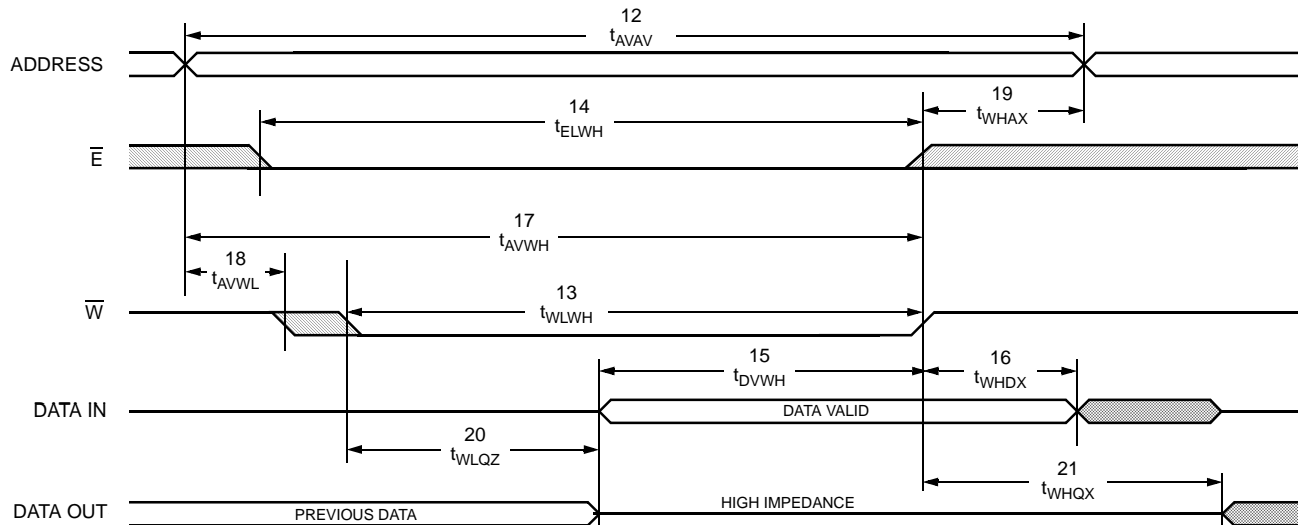 12
tAVAV
ADDRESS
14
tELWH
19
tWHAX
E
17
tAVWH
18
tAVWL
W
13
tWLWH
15
tDVWH
16
tWHDX
DATA IN
DATA VALID
20
tWLQZ
21
tWHQX
DATA OUT
PREVIOUS DATA
HIGH IMPEDANCE